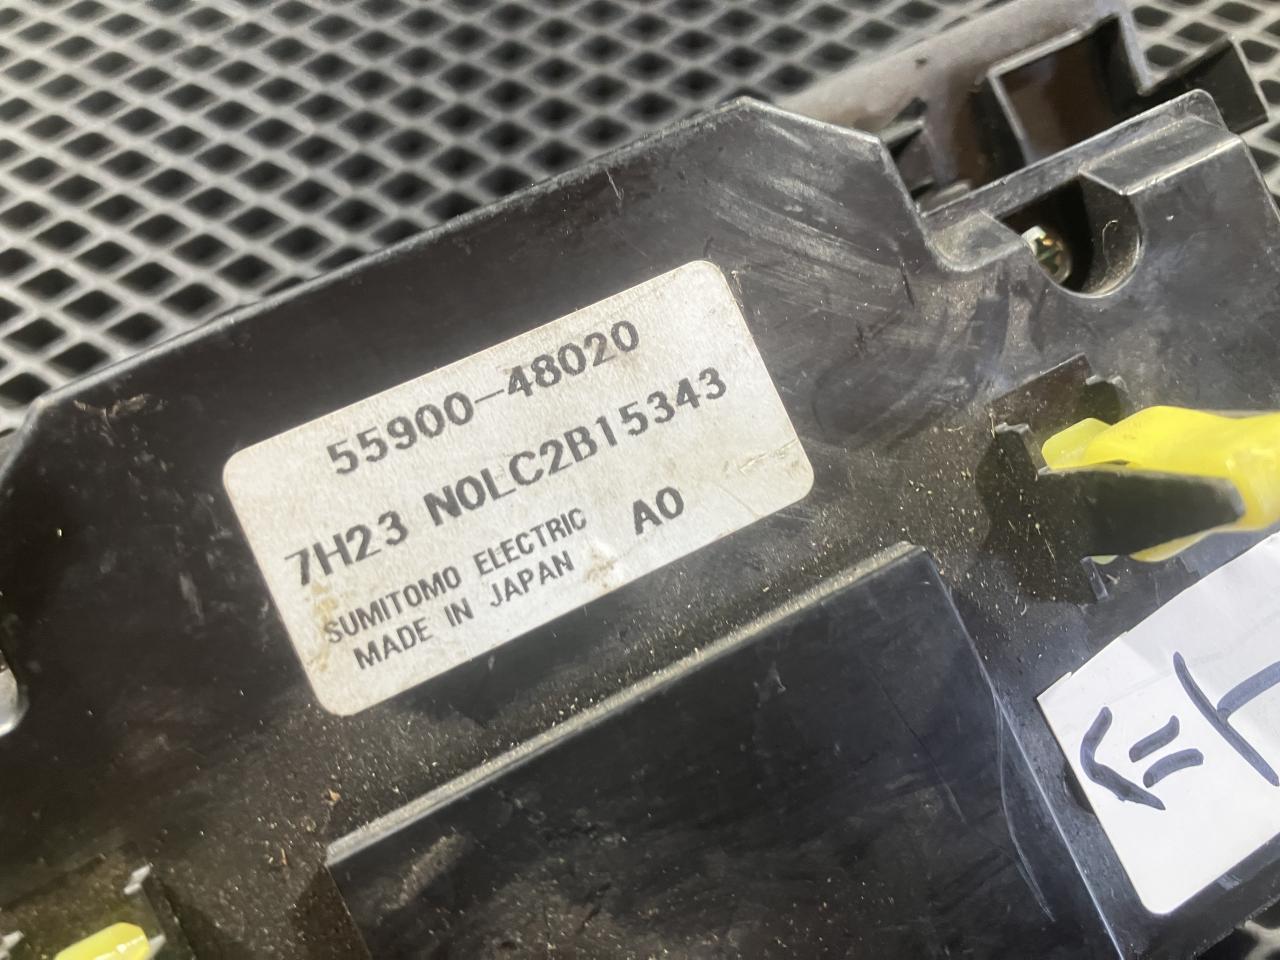 55900-48020
7H23 NOLC2B15343
SUMITOMO ELECTRIC A0
MADE IN JAPAN